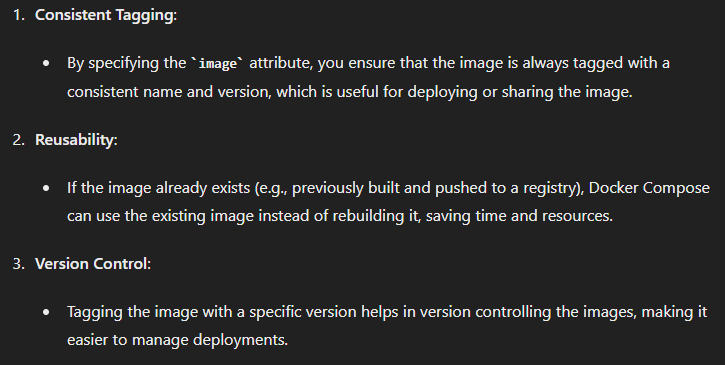 1. Consistent Tagging:
• By specifying the `image` attribute, you ensure that the image is always tagged with a
consistent name and version, which is useful for deploying or sharing the image.
2. Reusability:
• If the image already exists (e.g., previously built and pushed to a registry), Docker Compose
can use the existing image instead of rebuilding it, saving time and resources.
3. Version Control:
• Tagging the image with a specific version helps in version controlling the images, making it
easier to manage deployments.